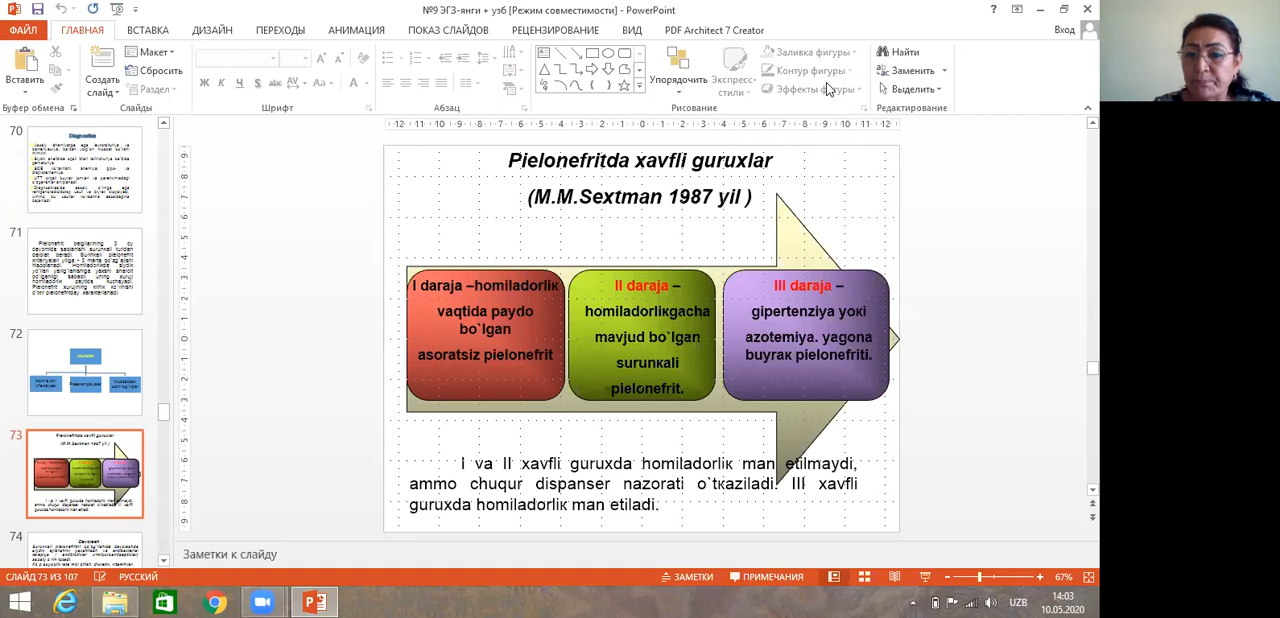 №9 ЭГЗ-янги + узб [Режим совместимости] - PowerPoint
ФАЙЛ ГЛАВНАЯ ВСТАВКА ДИЗАЙН ПЕРЕХОДЫ АНИМАЦИЯ ПОКАЗ СЛАЙДОВ РЕЦЕНЗИРОВАНИЕ ВИД PDF Architect 7 Creator Вход
Вставить
Создать слайд
Макет
Сбросить
Раздел
Упорядочить
Экспресс-стили
Заливка фигуры
Контур фигуры
Эффекты фигуры
Найти
Заменить
Выделить
Буфер обмена Слайды Шрифт Абзац Рисование Редактирование
70
Diagnostica
71
72
73
74
Pielonefritda xavfli guruxlar
(M.M.Sextman 1987 yil )
I daraja –homiladorlik
vaqtida paydo
bo`lgan
asoratsiz pielonefrit
II daraja –
homiladorlikgacha
mavjud bo`lgan
surunkali
pielonefrit.
III daraja –
gipertenziya yoki
azotemiya. yagona
buyrak pielonefriti.
I va II xavfli guruxda homiladorlik man etilmaydi,
ammo chuqur dispanser nazorati o`tkaziladi. III xavfli
guruxda homiladorlik man etiladi.
Заметки к слайду
СЛАЙД 73 ИЗ 107 РУССКИЙ ЗАМЕТКИ ПРИМЕЧАНИЯ 67%
UZB
14:03
10.05.2020